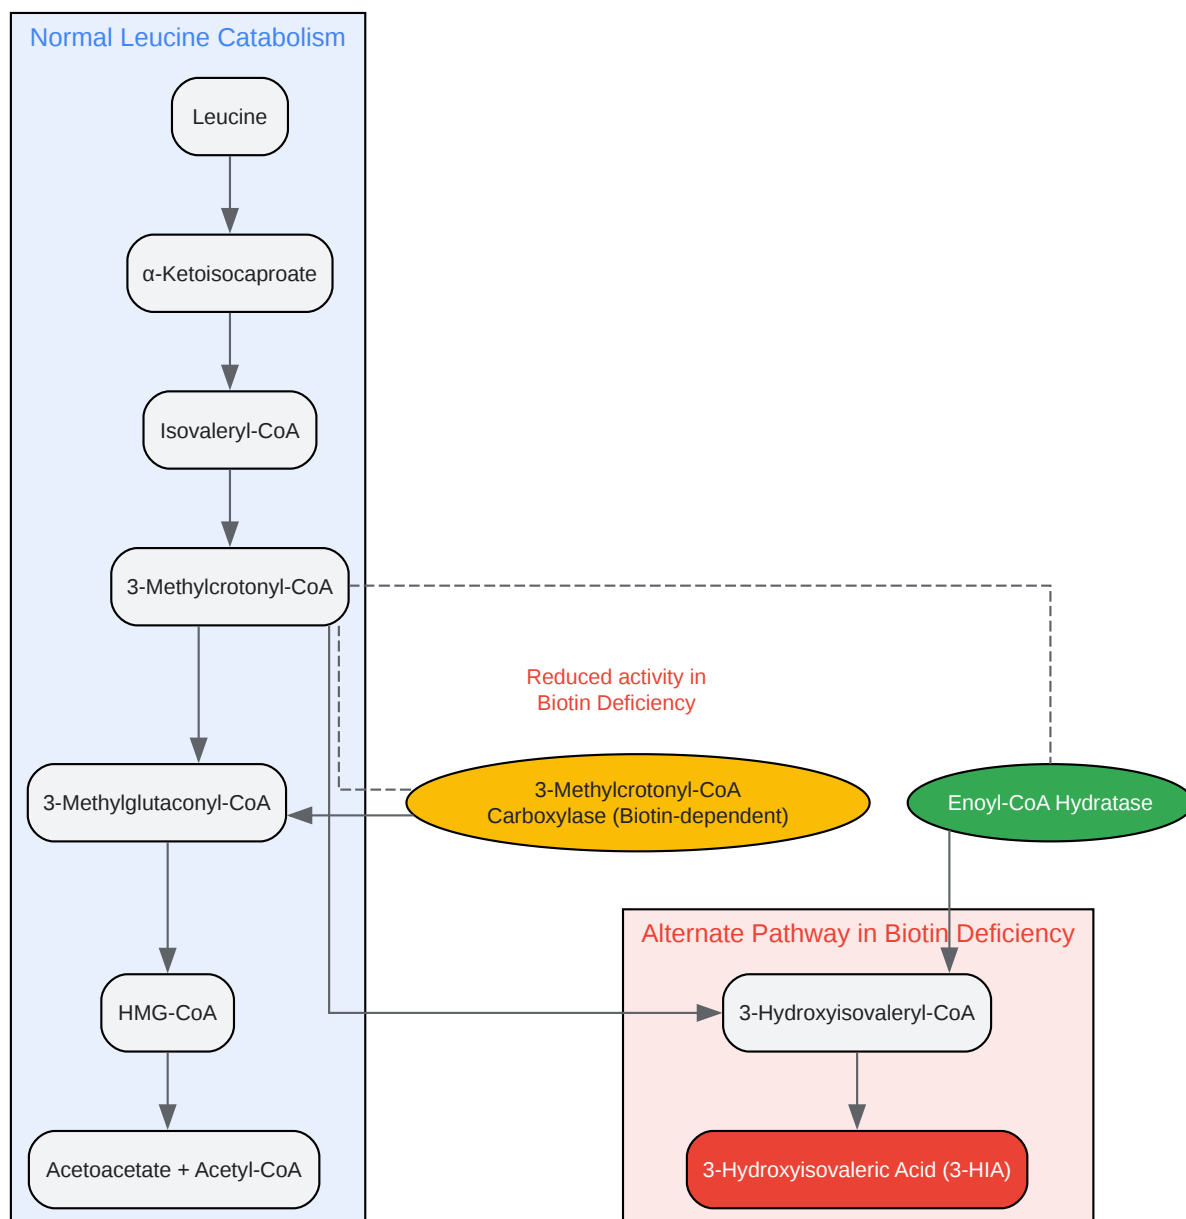 Normal Leucine Catabolism
Leucine
α-Ketoisocaproate
Isovaleryl-CoA
3-Methylcrotonyl-CoA
Reduced activity in
Biotin Deficiency
3-Methylglutaconyl-CoA
3-Methylcrotonyl-CoA
Carboxylase (Biotin-dependent)
Enoyl-CoA Hydratase
Alternate Pathway in Biotin Deficiency
HMG-CoA
3-Hydroxyisovaleryl-CoA
Acetoacetate + Acetyl-CoA
3-Hydroxyisovaleric Acid (3-HIA)